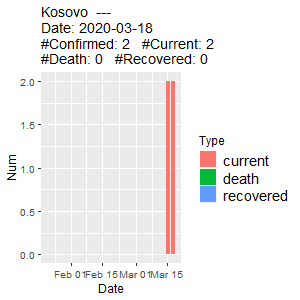 Kosovo  ---
Date: 2020-03-18
#Confirmed: 2   #Current: 2
#Death: 0   #Recovered: 0
2.0
1.5
1.0
0.5
0.0
Num
Feb 01 Feb 15 Mar 01 Mar 15
Date
Type
current
death
recovered